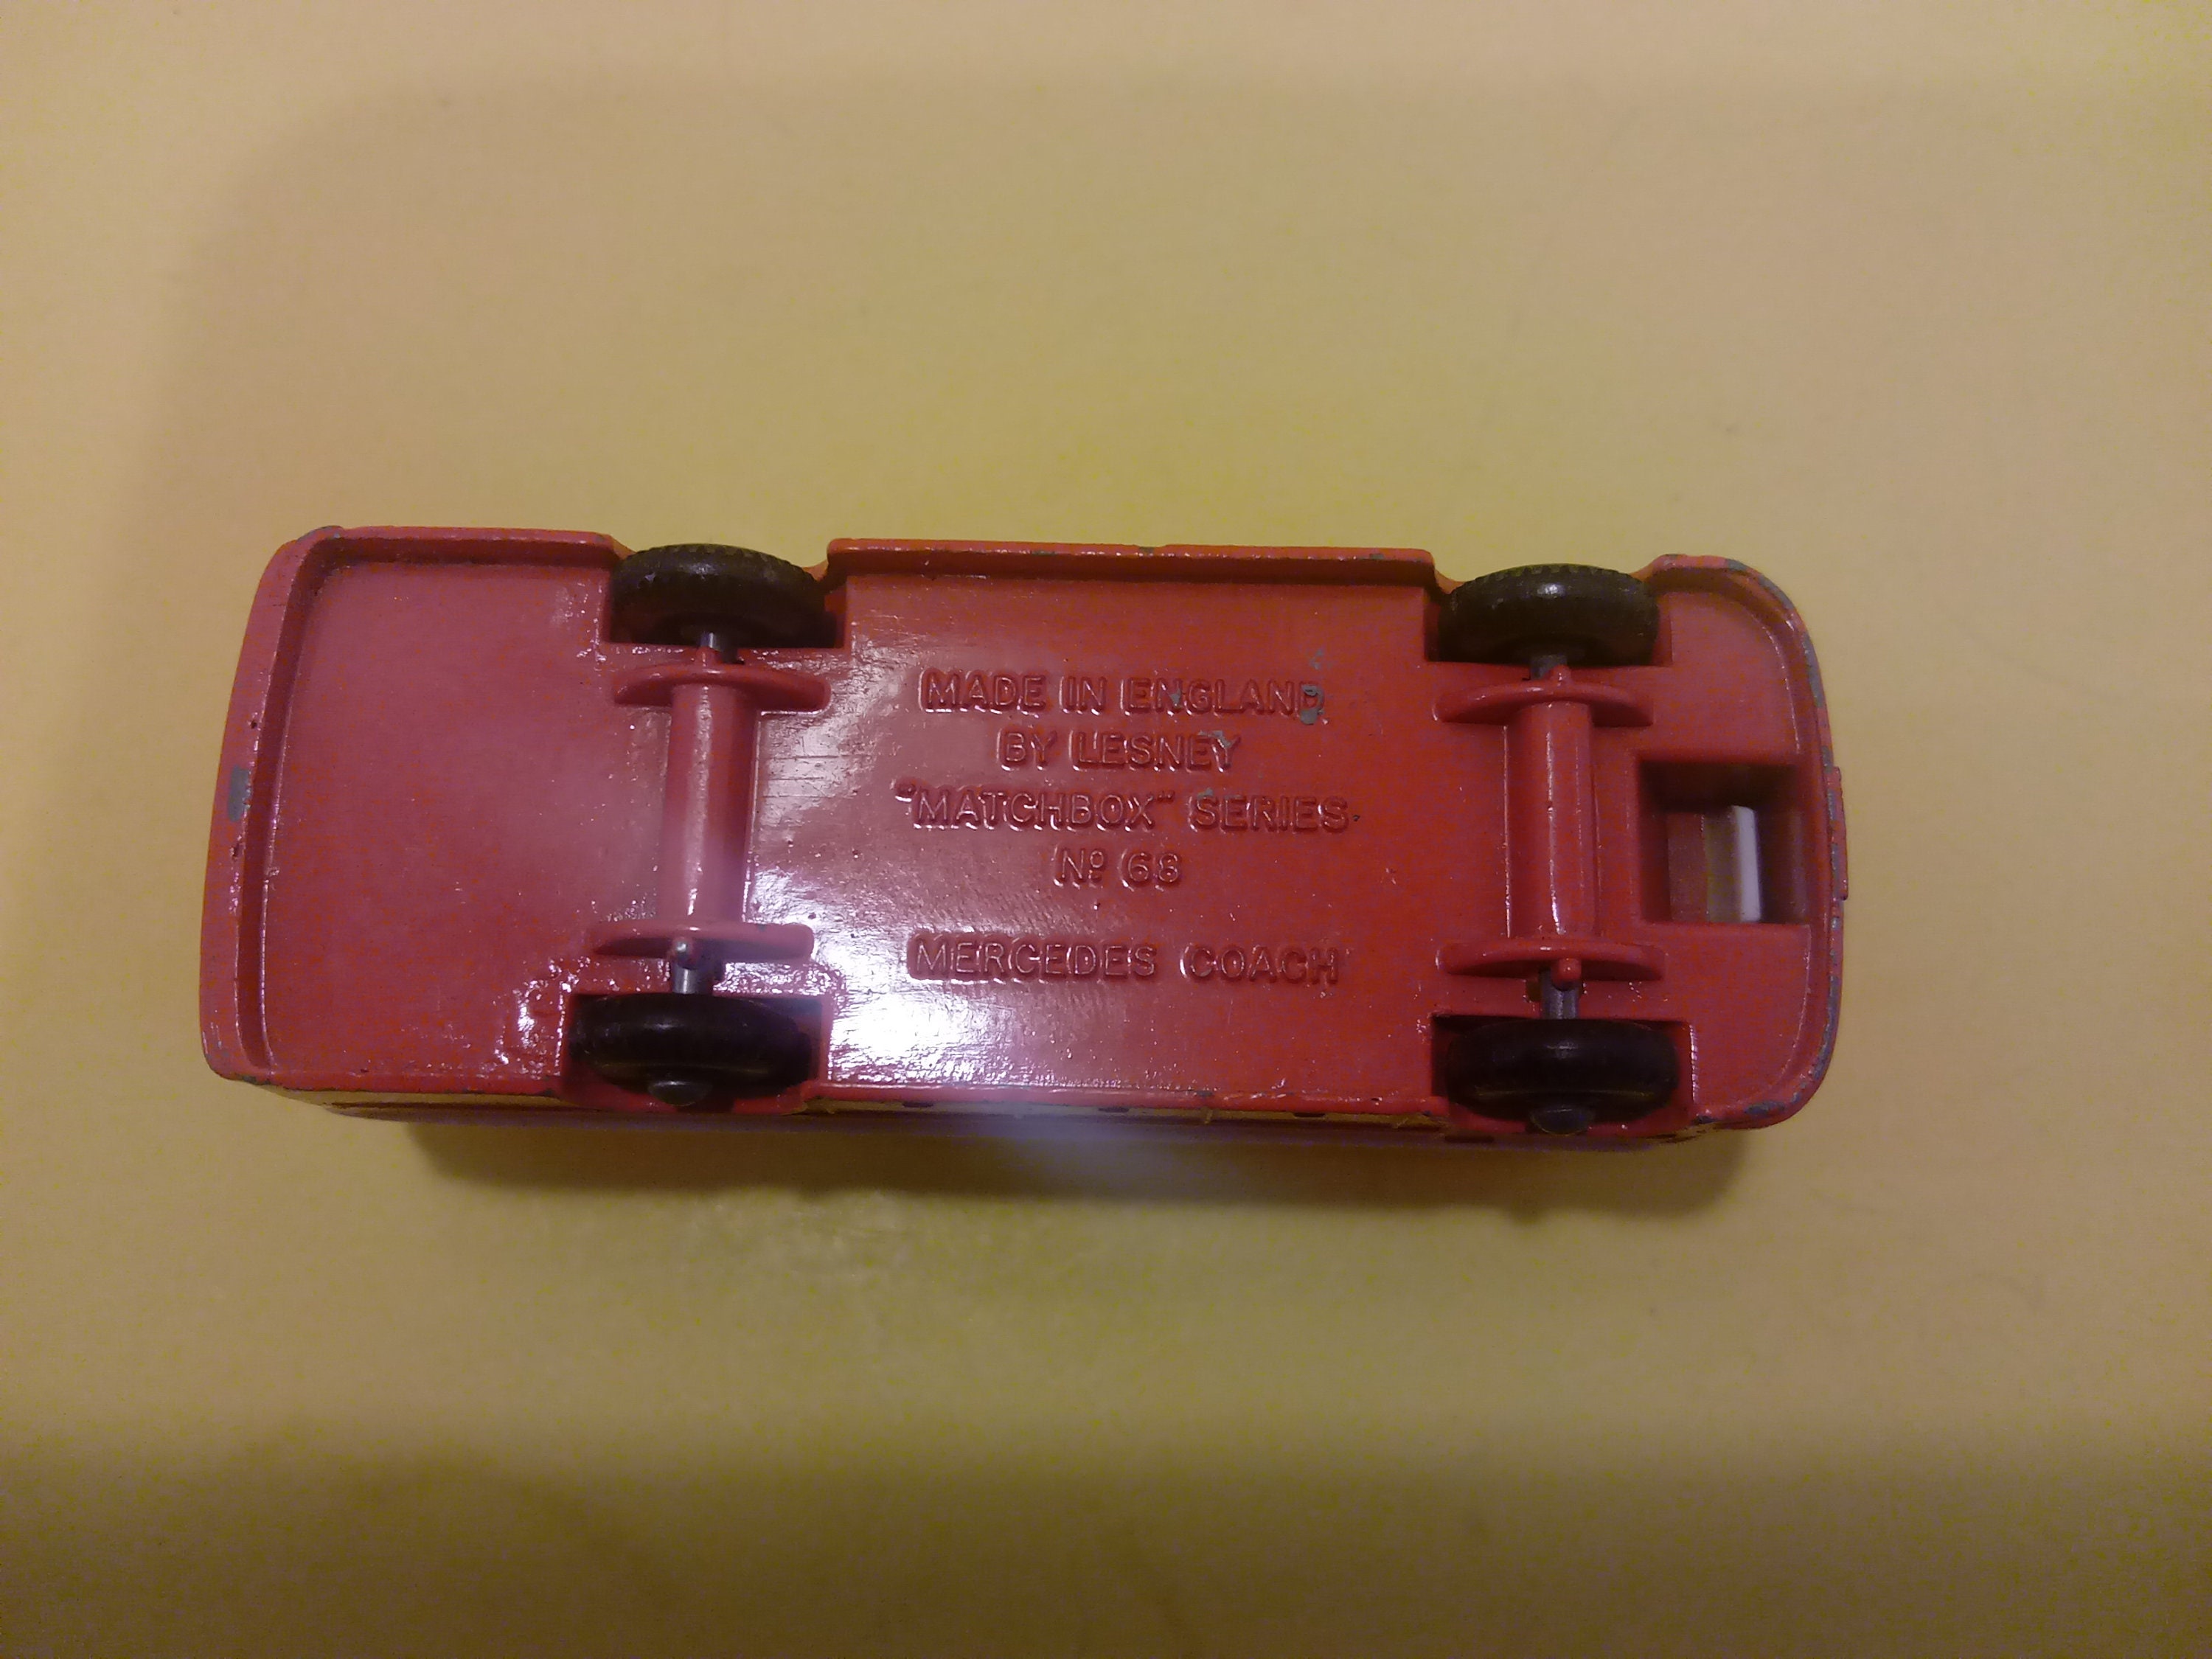 MADE IN ENGLAND
BY LESNEY
"MATCHBOX" SERIES
Nº 68
MERCEDES COACH